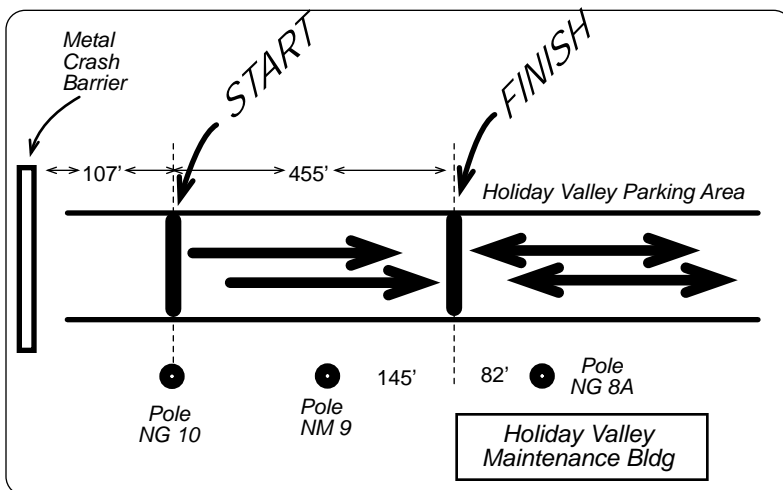 Metal
Crash
Barrier
START
FINISH
107’
455’
Holiday Valley Parking Area
Pole
NG 10
Pole
NM 9
145’
82’
Pole
NG 8A
Holiday Valley
Maintenance Bldg